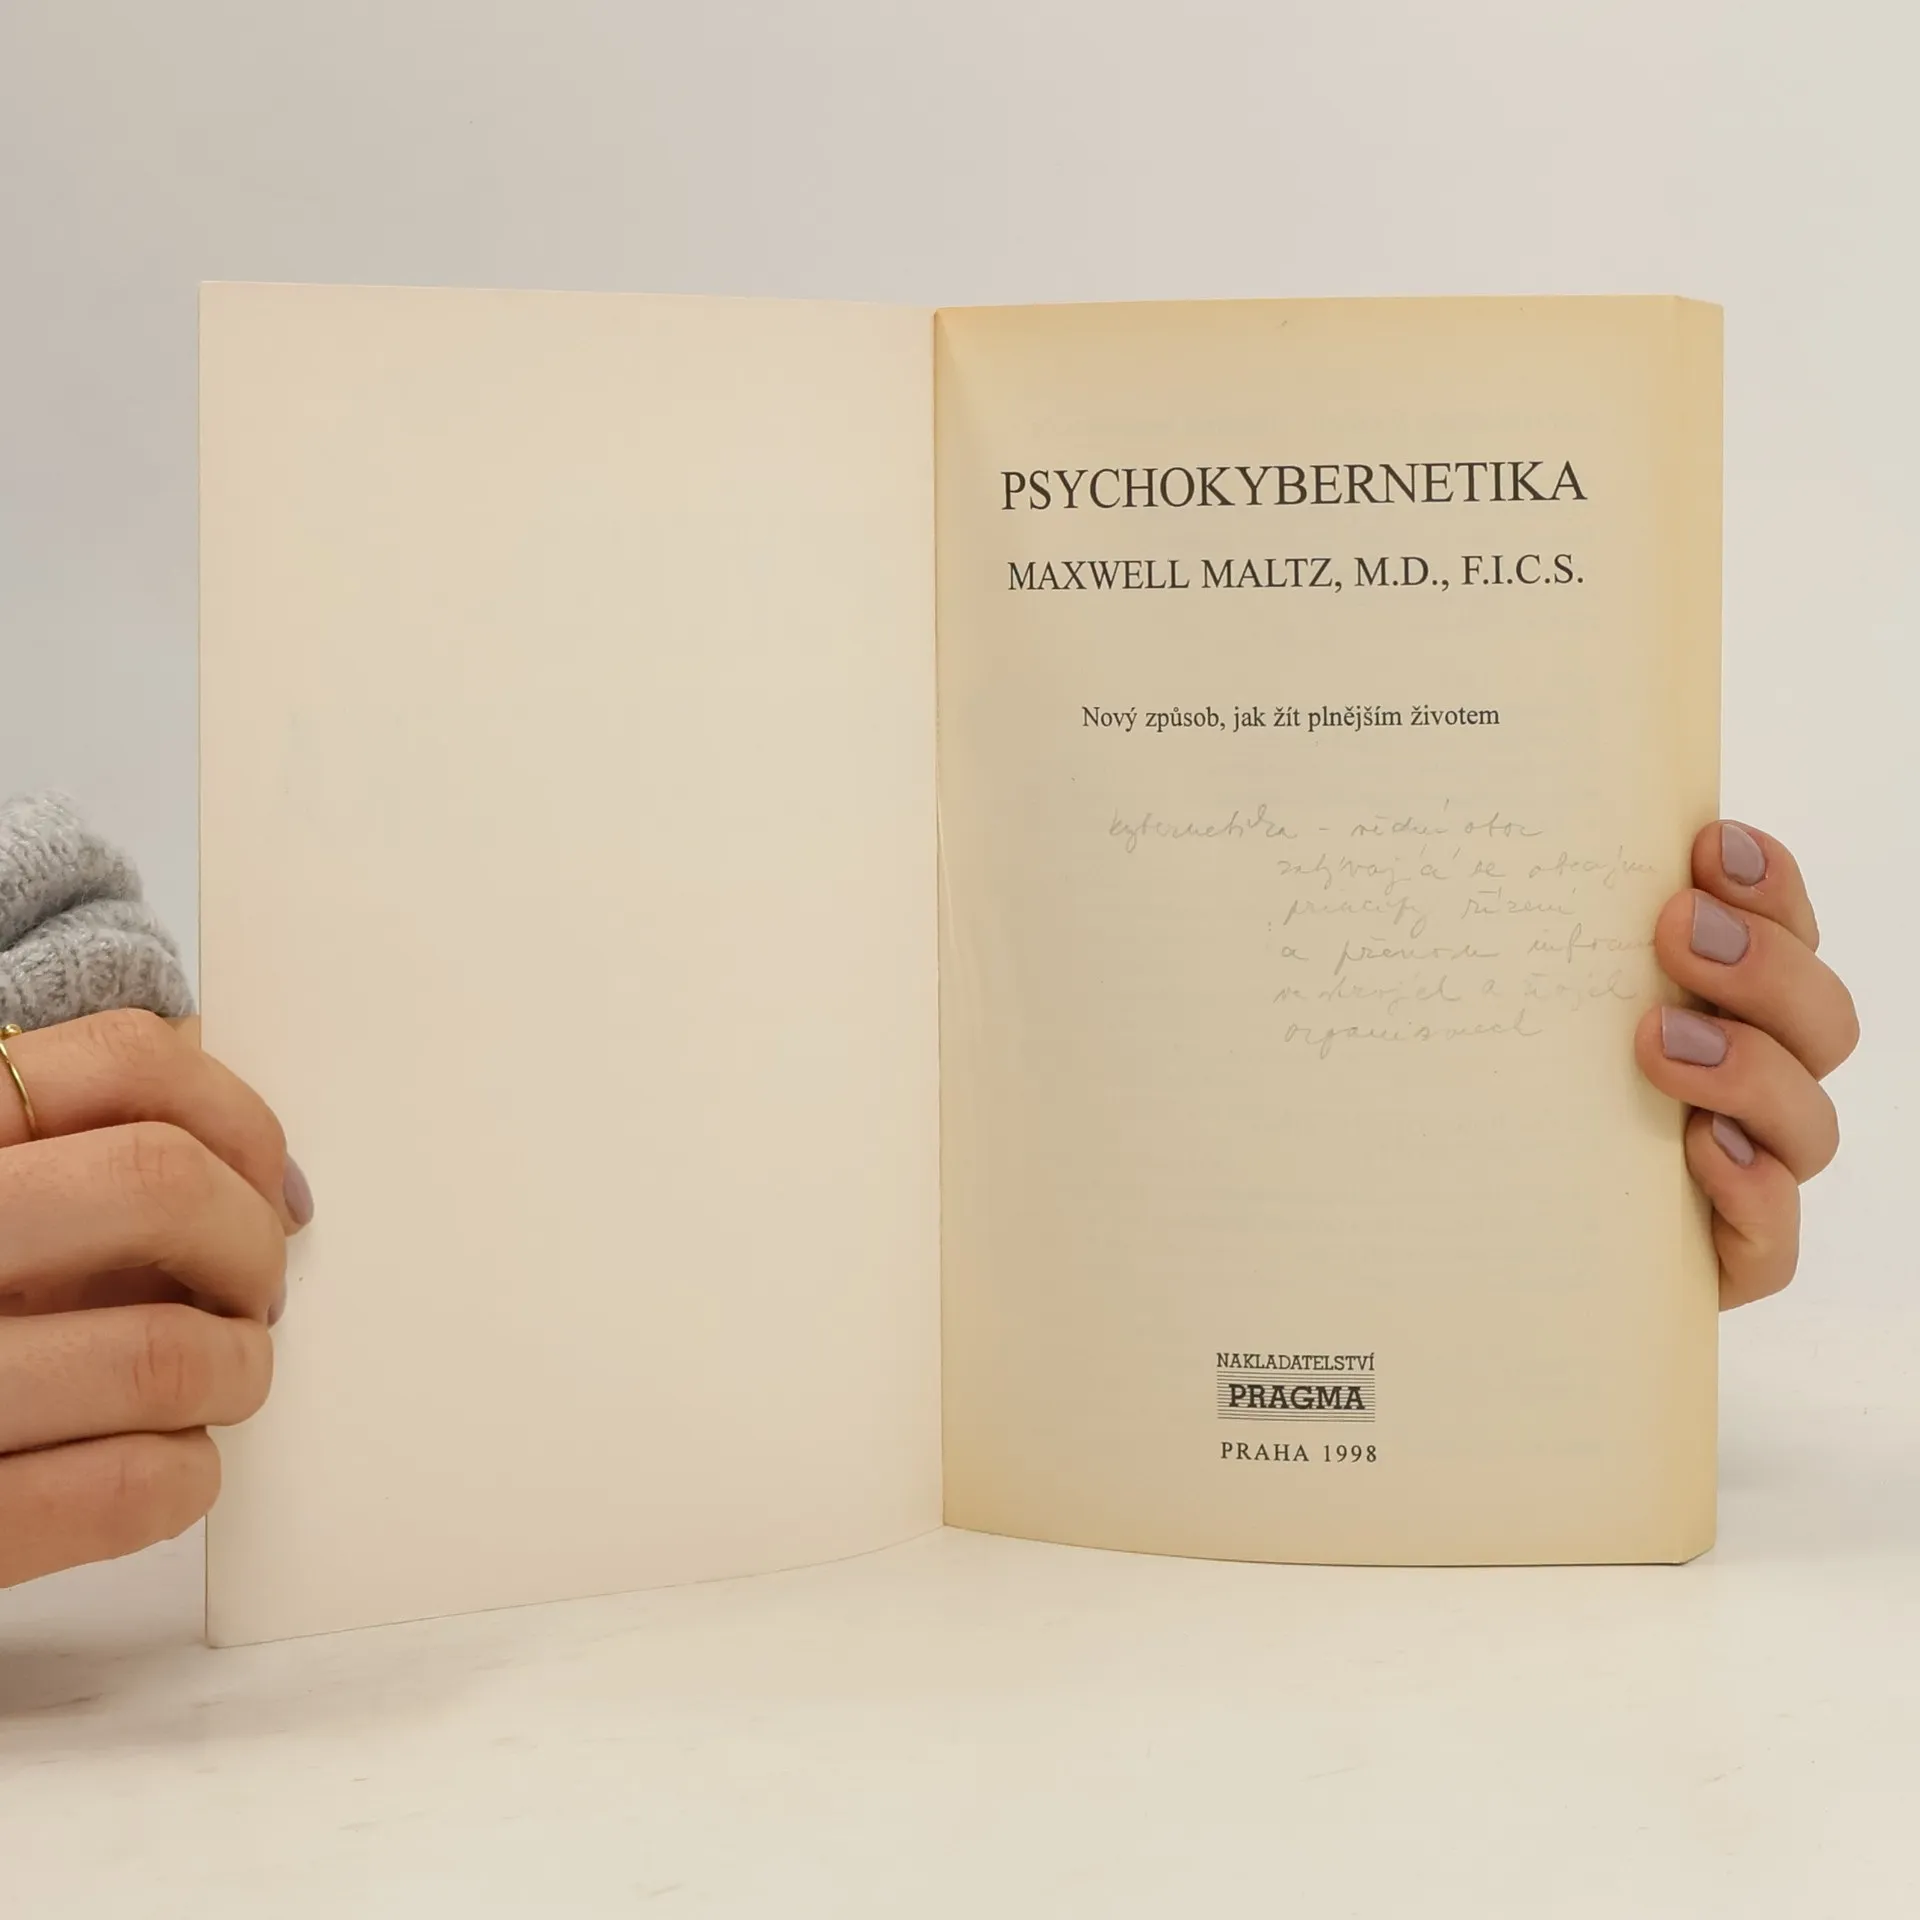 PSYCHOKYBERNETIKA
MAXWELL MALTZ, M.D., F.I.C.S.
Nový způsob, jak žít plnějším životem
kybernetika - vědní obor
zabývající se obecnými
principy řízení
a přenosu
ve strojích a živých
organismech
NAKLADATELSTVÍ
PRAGMA
PRAHA 1998